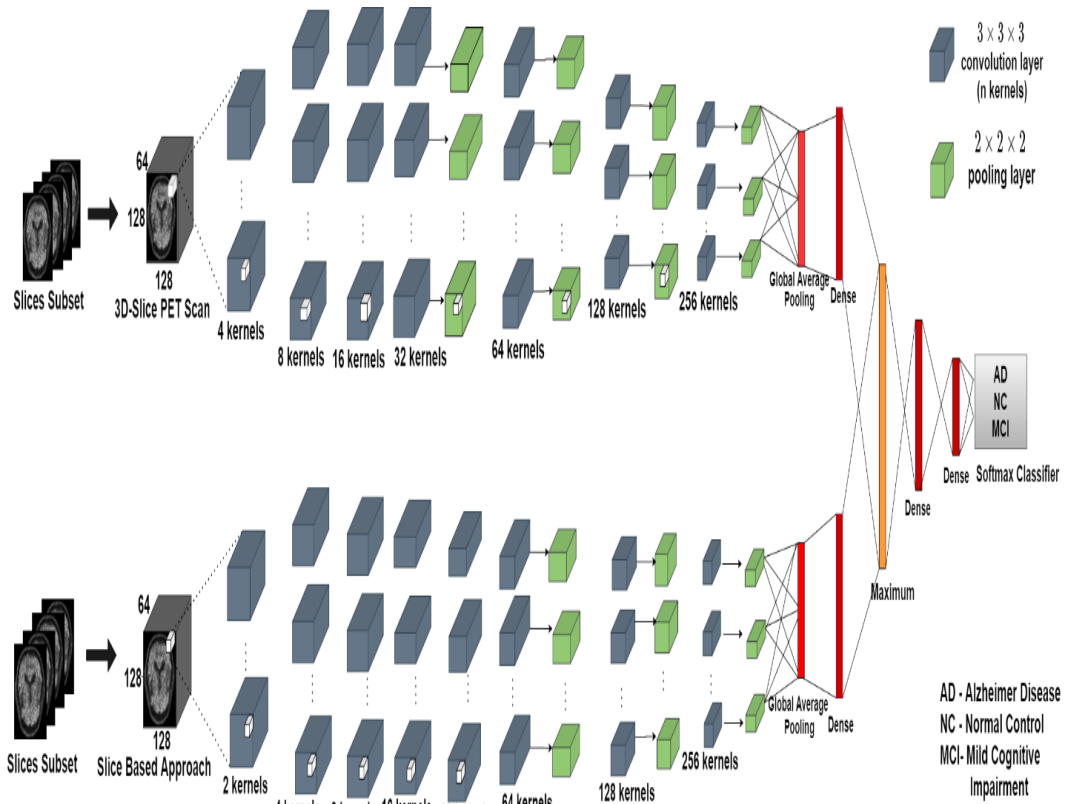 3 × 3 × 3
convolution layer
(n kernels)
2 × 2 × 2
pooling layer
64
128
128
Slices Subset
3D-Slice PET Scan
4 kernels
8 kernels
16 kernels
32 kernels
64 kernels
128 kernels
256 kernels
Global Average
Pooling
Dense
AD
NC
MCI
Dense
Dense
Softmax Classifier
Maximum
64
128
128
Slices Subset
Slice Based Approach
2 kernels
64 kernels
128 kernels
256 kernels
Global Average
Pooling
Dense
AD - Alzheimer Disease
NC - Normal Control
MCI- Mild Cognitive
Impairment